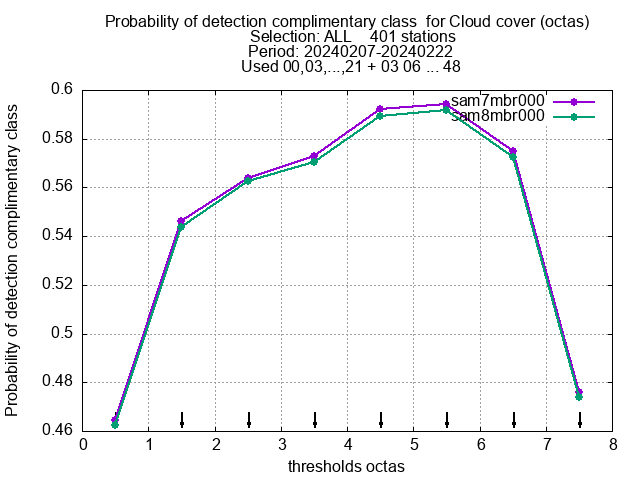 Probability of detection complimentary class  for Cloud cover (octas)
Selection: ALL    401 stations
Period: 20240207-20240222
Used 00,03,...,21 + 03 06 ... 48
Probability of detection complimentary class
0.6
0.58
0.56
0.54
0.52
0.5
0.48
0.46
sam7mbr000
sam8mbr000
0 1 2 3 4 5 6 7 8
thresholds octas